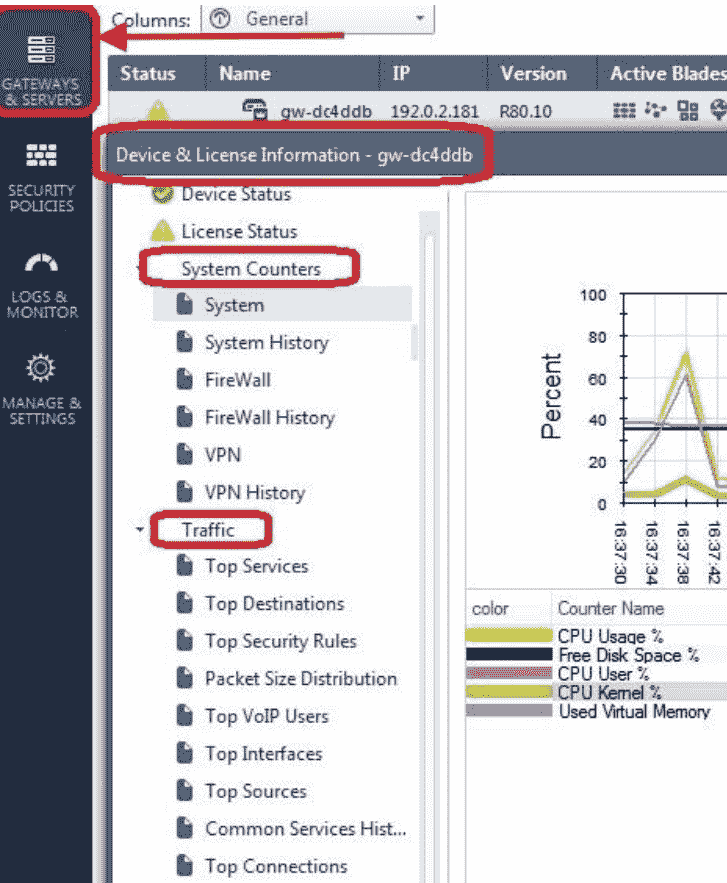 Columns: General
GATEWAYS
& SERVERS
Status Name IP Version Active Blades
gw-dc4ddb 192.0.2.181 R80.10
Device & License Information - gw-dc4ddb
SECURITY
POLICIES
LOGS &
MONITOR
MANAGE &
SETTINGS
Device Status
License Status
System Counters
System
System History
FireWall
FireWall History
VPN
VPN History
Traffic
Top Services
Top Destinations
Top Security Rules
Packet Size Distribution
Top VoIP Users
Top Interfaces
Top Sources
Common Services Hist...
Top Connections
Percent
100
80
60
40
20
0
16:37:30
16:37:34
16:37:38
16:37:42
color Counter Name
CPU Usage %
Free Disk Space %
CPU User %
CPU Kernel %
Used Virtual Memory